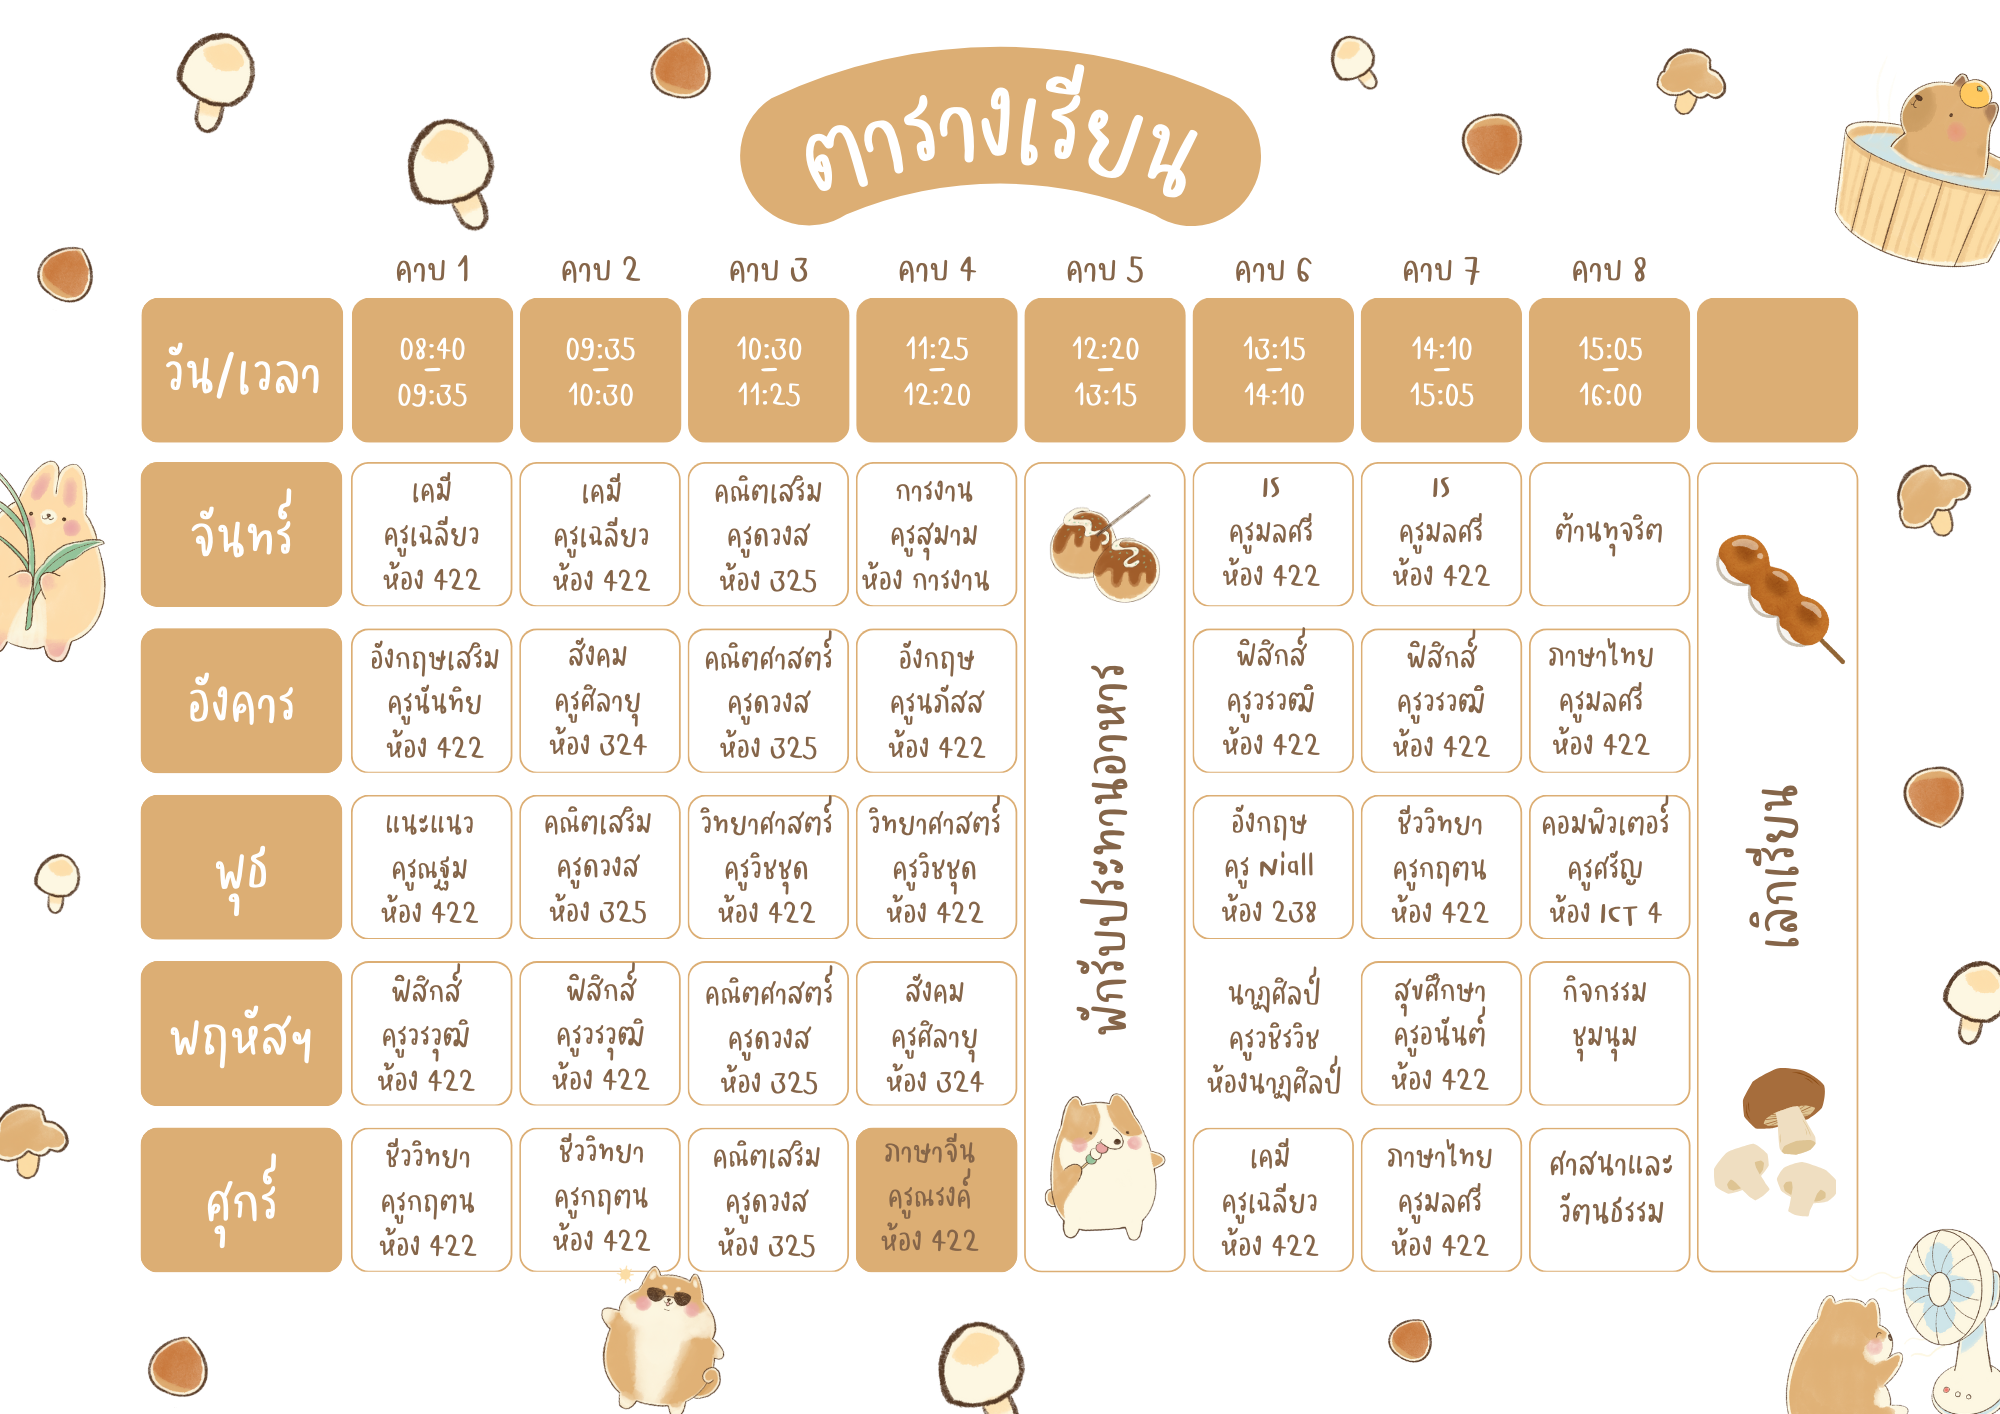 ตารางเรียน
คาบ 1
คาบ 2
คาบ 3
คาบ 4
คาบ 5
คาบ 6
คาบ 7
คาบ 8
วัน/เวลา
08:40
–
09:35
09:35
–
10:30
10:30
–
11:25
11:25
–
12:20
12:20
–
13:15
13:15
–
14:10
14:10
–
15:05
15:05
–
16:00
จันทร์
เคมี
ครูเฉลียว
ห้อง 422
เคมี
ครูเฉลียว
ห้อง 422
คณิตเสริม
ครูดวงส
ห้อง 325
การงาน
ครูสุมาม
ห้อง การงาน
พักรับประทานอาหาร
IS
ครูมลศรี
ห้อง 422
IS
ครูมลศรี
ห้อง 422
ต้านทุจริต
เลิกเรียน
อังคาร
อังกฤษเสริม
ครูนันทิย
ห้อง 422
สังคม
ครูศิลายุ
ห้อง 324
คณิตศาสตร์
ครูดวงส
ห้อง 325
อังกฤษ
ครูนภัสส
ห้อง 422
ฟิสิกส์
ครูวรวุฒิ
ห้อง 422
ฟิสิกส์
ครูวรวุฒิ
ห้อง 422
ภาษาไทย
ครูมลศรี
ห้อง 422
พุธ
แนะแนว
ครูณฐม
ห้อง 422
คณิตเสริม
ครูดวงส
ห้อง 325
วิทยาศาสตร์
ครูวิชชุด
ห้อง 422
วิทยาศาสตร์
ครูวิชชุด
ห้อง 422
อังกฤษ
ครู Niall
ห้อง 238
ชีววิทยา
ครูกฤตน
ห้อง 422
คอมพิวเตอร์
ครูศรัญ
ห้อง ICT 4
พฤหัสฯ
ฟิสิกส์
ครูวรวุฒิ
ห้อง 422
ฟิสิกส์
ครูวรวุฒิ
ห้อง 422
คณิตศาสตร์
ครูดวงส
ห้อง 325
สังคม
ครูศิลายุ
ห้อง 324
นาฏศิลป์
ครูวชิรวิช
ห้องนาฏศิลป์
สุขศึกษา
ครูอนันต์
ห้อง 422
กิจกรรม
ชุมนุม
ศุกร์
ชีววิทยา
ครูกฤตน
ห้อง 422
ชีววิทยา
ครูกฤตน
ห้อง 422
คณิตเสริม
ครูดวงส
ห้อง 325
ภาษาจีน
ครูณรงค์
ห้อง 422
เคมี
ครูเฉลียว
ห้อง 422
ภาษาไทย
ครูมลศรี
ห้อง 422
ศาสนาและ
วัฒนธรรม